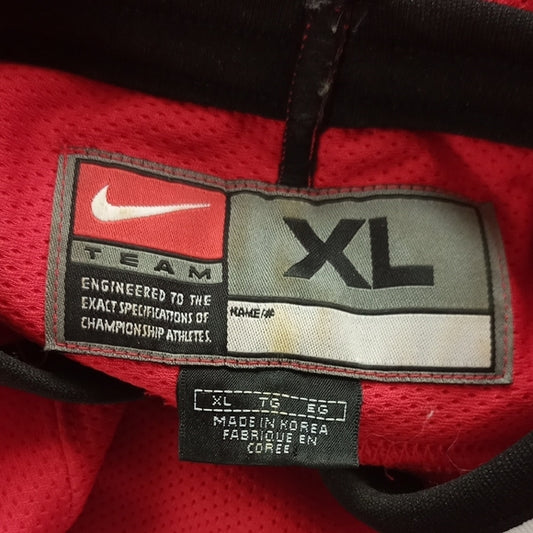 TEAM
ENGINEERED TO THE
EXACT SPECIFICATIONS OF
CHAMPIONSHIP ATHLETES.
XL
NAME/#
XL TG EG
MADE IN KOREA
FABRIQUE EN
COREE